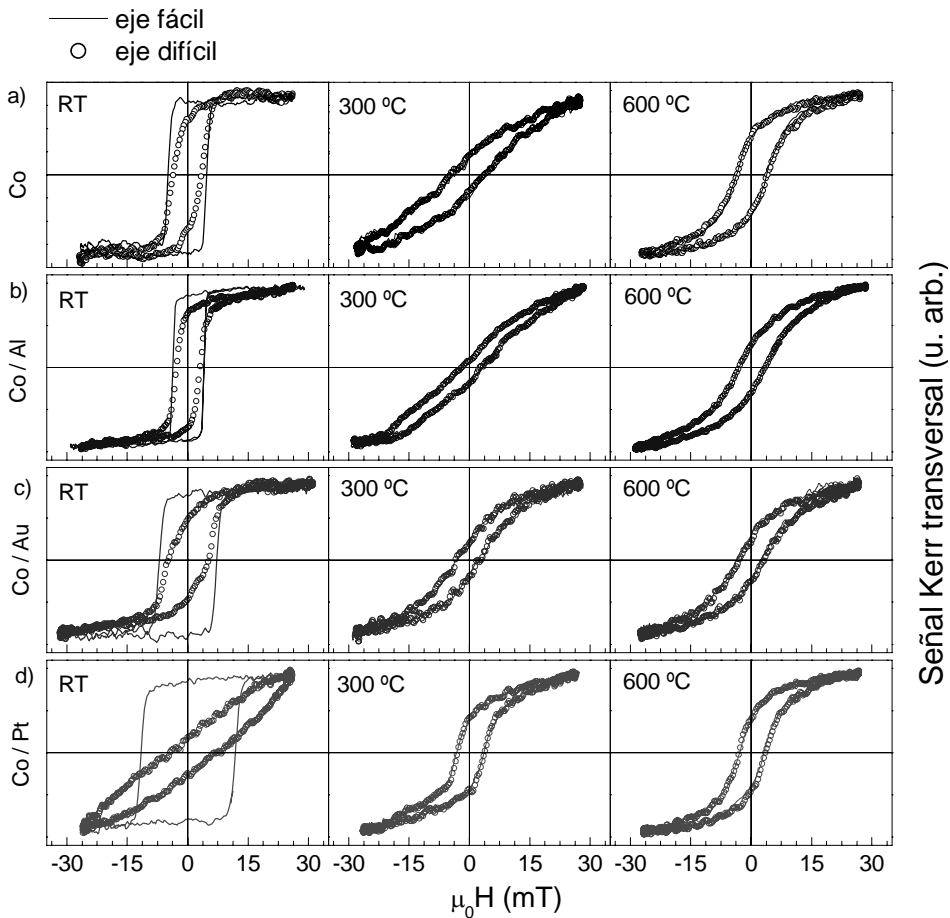 eje fácil
eje difícil
a)
RT
300 ºC
600 ºC
Co
b)
RT
300 ºC
600 ºC
Co / Al
c)
RT
300 ºC
600 ºC
Co / Au
d)
RT
300 ºC
600 ºC
Co / Pt
Señal Kerr transversal (u. arb.)
-30 -15 0 15 30 -30 -15 0 15 30 -30 -15 0 15 30
μ₀H (mT)